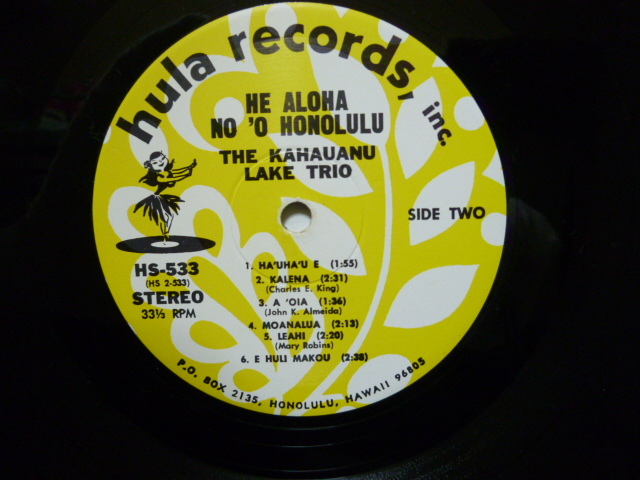 hula records, inc.
HE ALOHA
NO 'O HONOLULU
THE KAHAUANU
LAKE TRIO
SIDE TWO
HS-533
(HS 2-533)
STEREO
33⅓ RPM
1. HA'UHA'U E (1:55)
2. KALENA (2:31)
(Charles E. King)
3. A 'OIA (1:36)
(John K. Almeida)
4. MOANALUA (2:13)
5. LEAHI (2:20)
(Mary Robins)
6. E HULI MAKOU (2:38)
P.O. BOX 2135, HONOLULU, HAWAII 96805